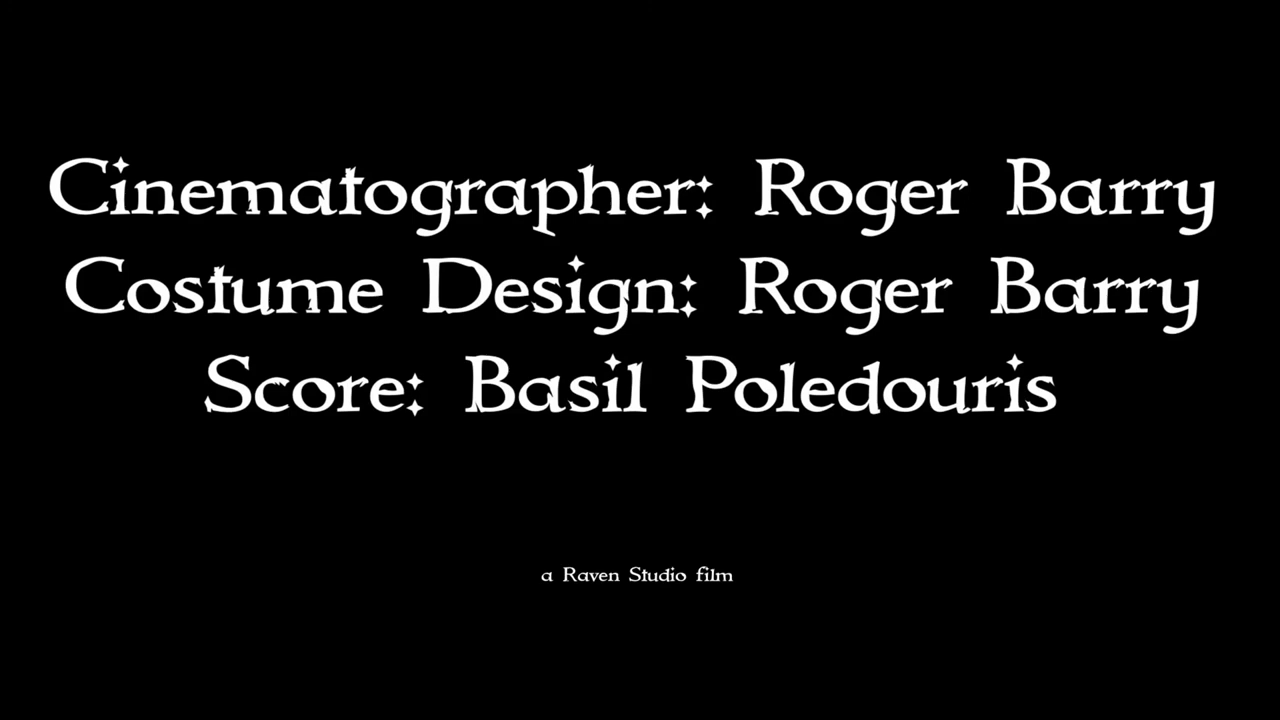 Cinematographer: Roger Barry
Costume Design: Roger Barry
Score: Basil Poledouris
a Raven Studio film